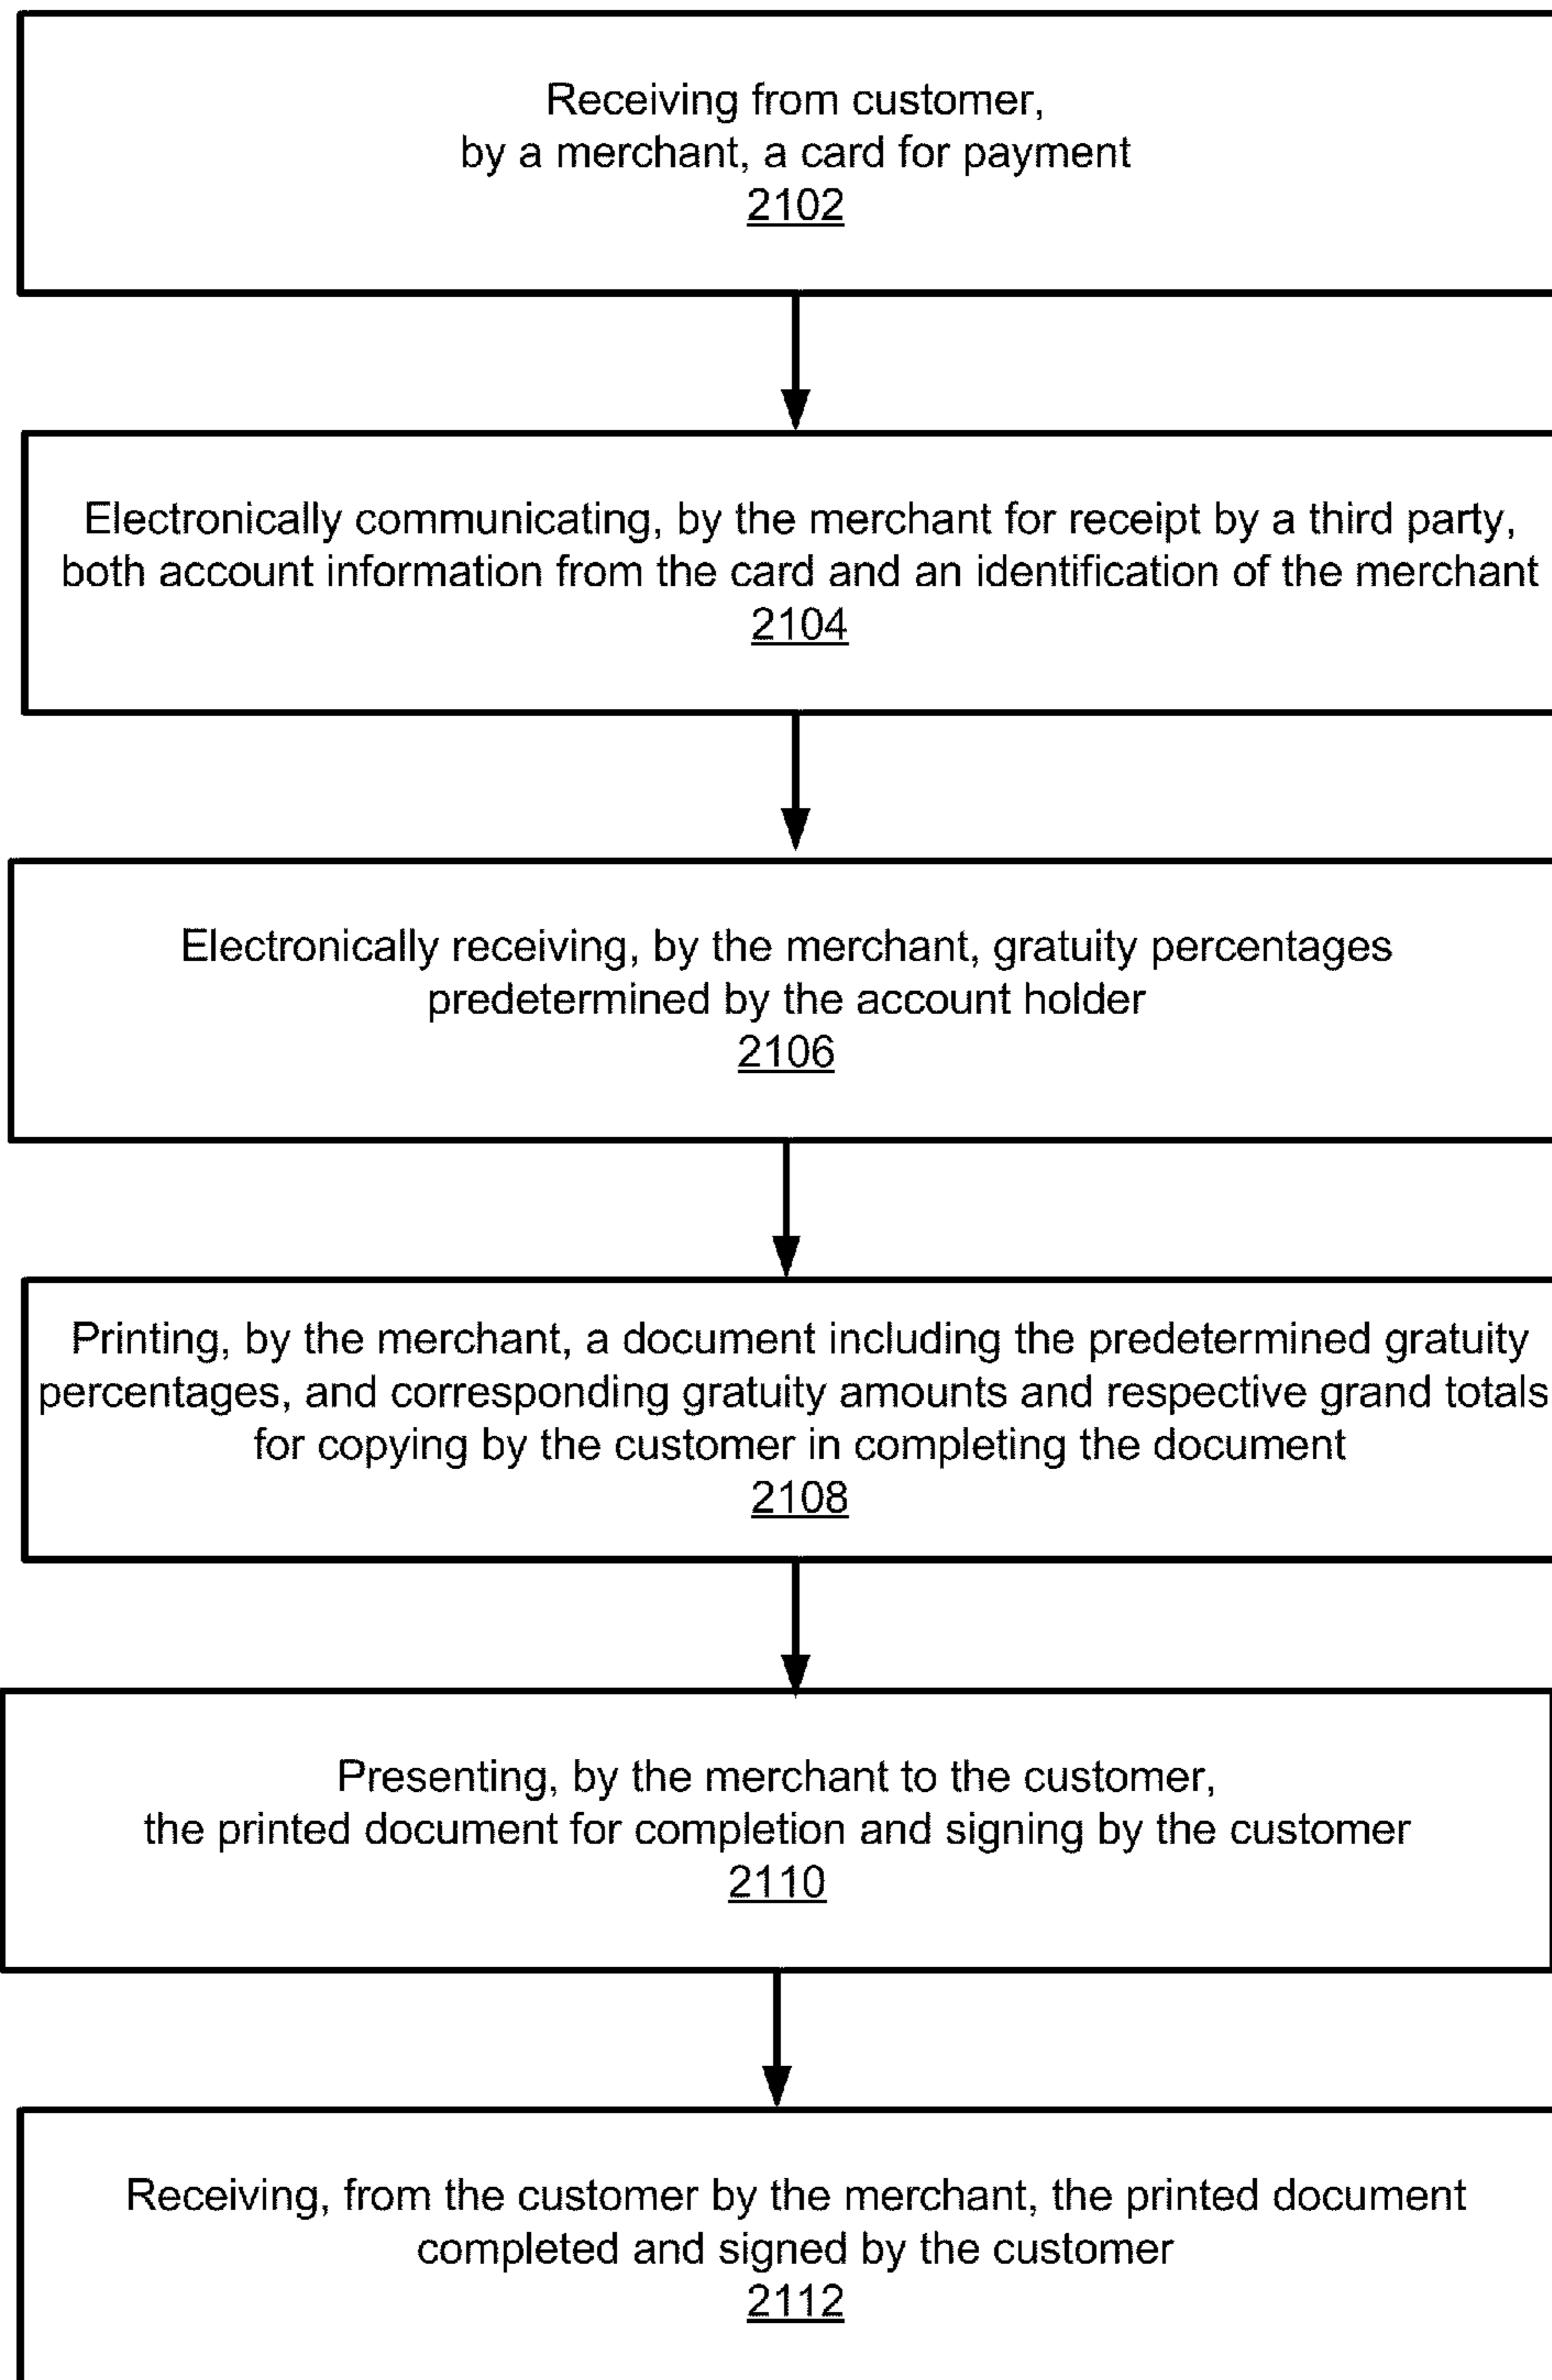 Receiving from customer,
by a merchant, a card for payment
2102
Electronically communicating, by the merchant for receipt by a third party,
both account information from the card and an identification of the merchant
2104
Electronically receiving, by the merchant, gratuity percentages
predetermined by the account holder
2106
Printing, by the merchant, a document including the predetermined gratuity
percentages, and corresponding gratuity amounts and respective grand totals
for copying by the customer in completing the document
2108
Presenting, by the merchant to the customer,
the printed document for completion and signing by the customer
2110
Receiving, from the customer by the merchant, the printed document
completed and signed by the customer
2112